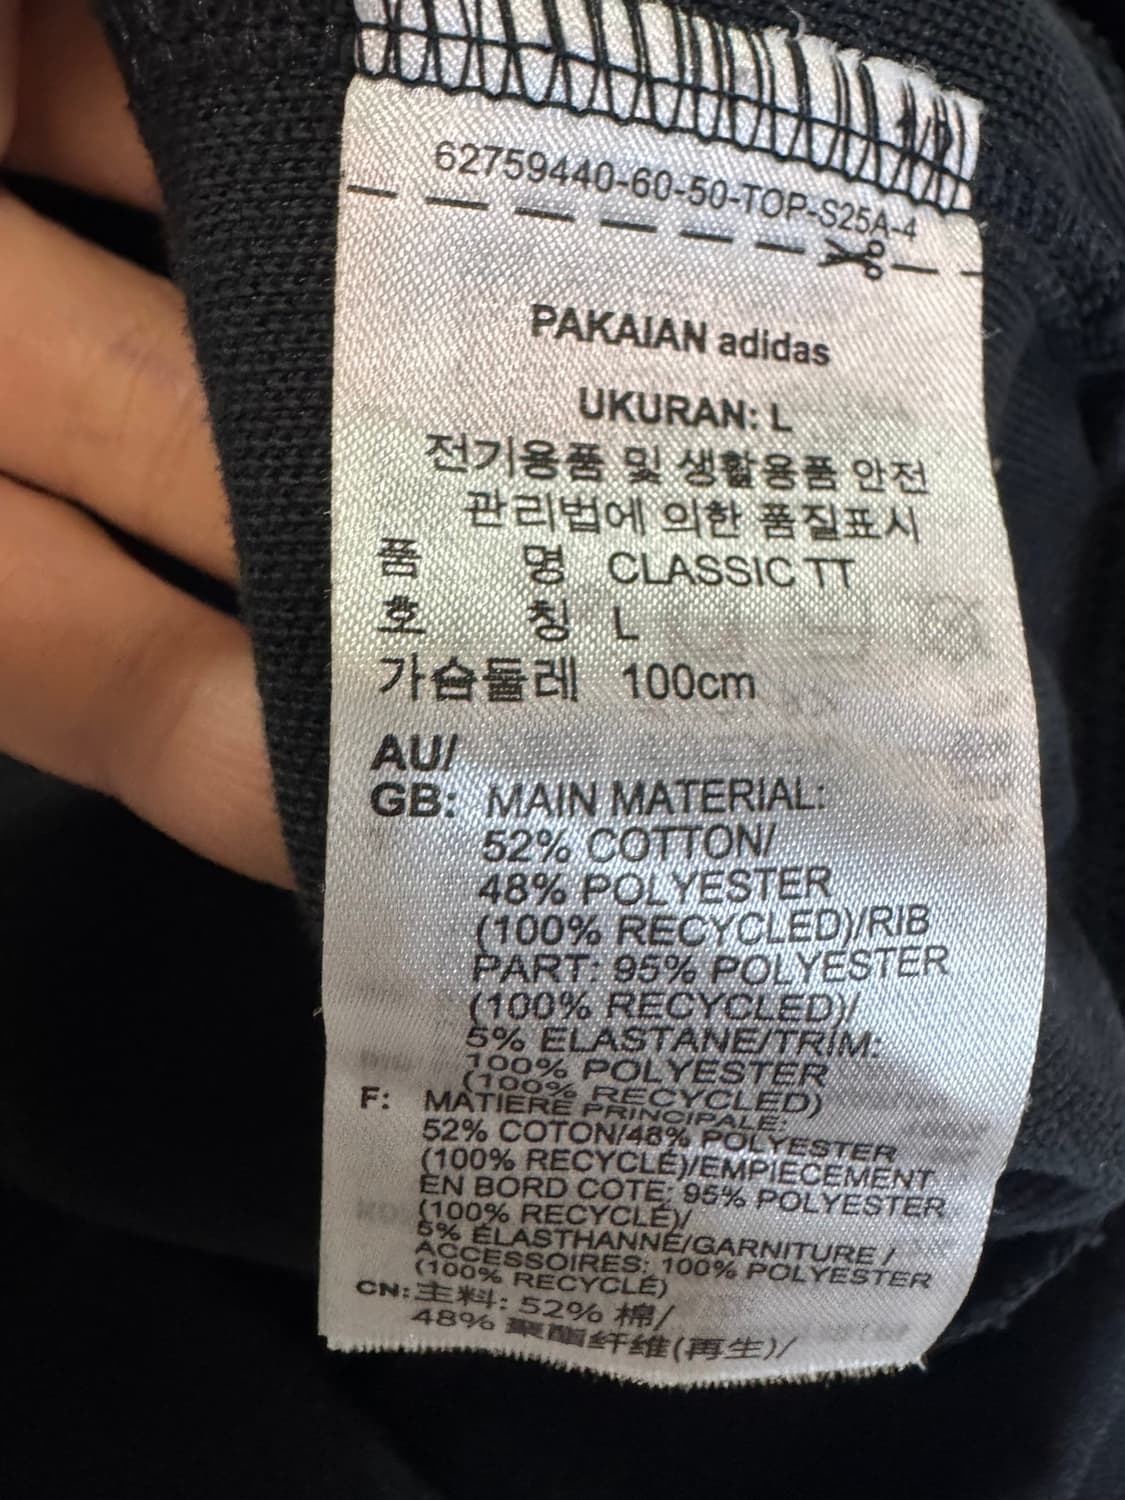 62759440-60-50-TOP-S25A-4
PAKAIAN adidas
UKURAN: L
전기용품 및 생활용품 안전
관리법에 의한 품질표시
품 명 CLASSIC TT
호 칭 L
가슴둘레 100cm
AU/
GB: MAIN MATERIAL:
52% COTTON/
48% POLYESTER
(100% RECYCLED)/RIB
PART: 95% POLYESTER
(100% RECYCLED)/
5% ELASTANE/TRIM:
100% POLYESTER
(100% RECYCLED)
F: MATIÈRE PRINCIPALE:
52% COTON/48% POLYESTER
(100% RECYCLÉ)/EMPIECEMENT
EN BORD COTE: 95% POLYESTER
(100% RECYCLÉ)/
5% ÉLASTHANNE/GARNITURE /
ACCESSOIRES: 100% POLYESTER
(100% RECYCLÉ)
CN: 主料: 52% 棉/
48% 聚酯纤维(再生)/